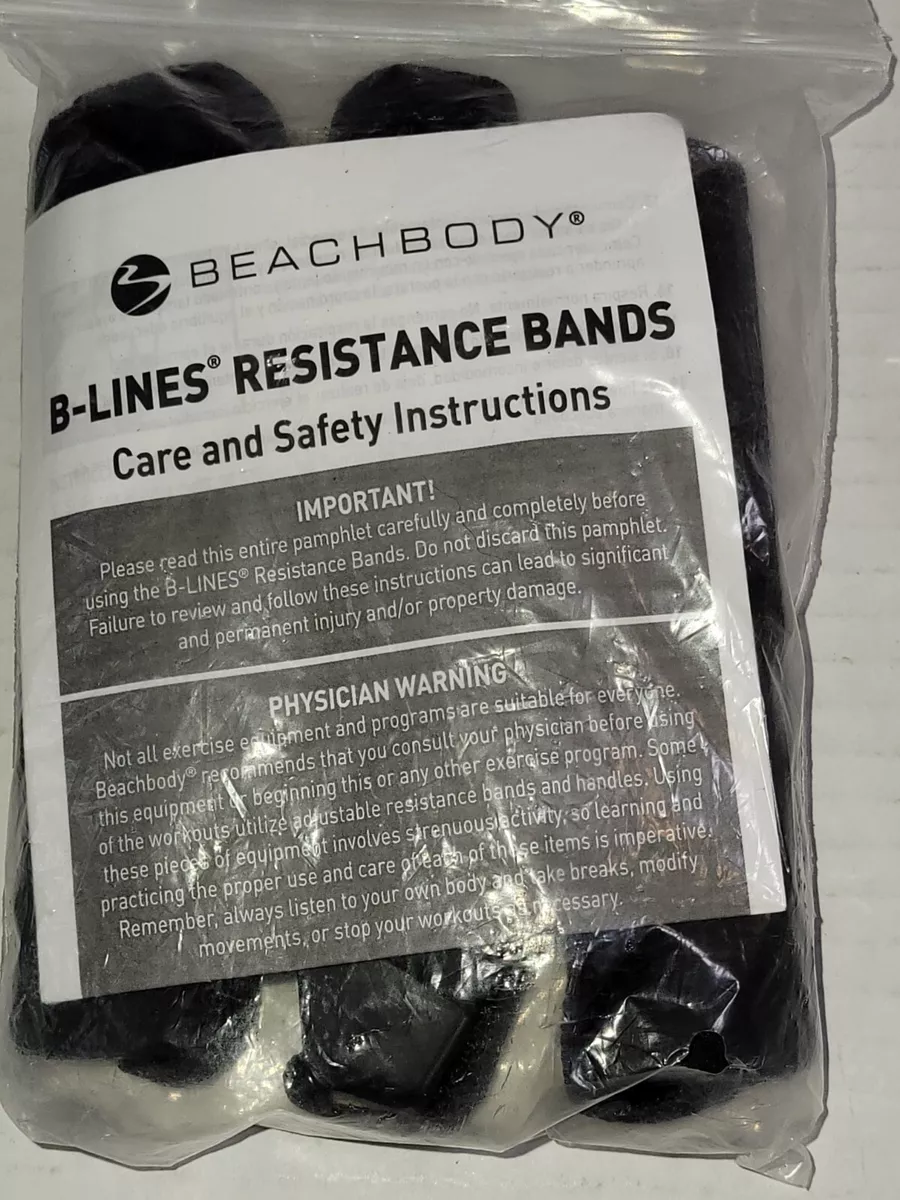 BEACHBODY®
B-LINES® RESISTANCE BANDS
Care and Safety Instructions
IMPORTANT!
Please read this entire pamphlet carefully and completely before
using the B-LINES® Resistance Bands. Do not discard this pamphlet.
Failure to review and follow these instructions can lead to significant
and permanent injury and/or property damage.
PHYSICIAN WARNING
Not all exercise equipment and programs are suitable for everyone.
Beachbody® recommends that you consult your physician before using
this equipment or beginning this or any other exercise program. Some
of the workouts utilize adjustable resistance bands and handles. Using
these pieces of equipment involves strenuous activity, so learning and
practicing the proper use and care of each of these items is imperative.
Remember, always listen to your own body and take breaks, modify
movements, or stop your workouts as necessary.